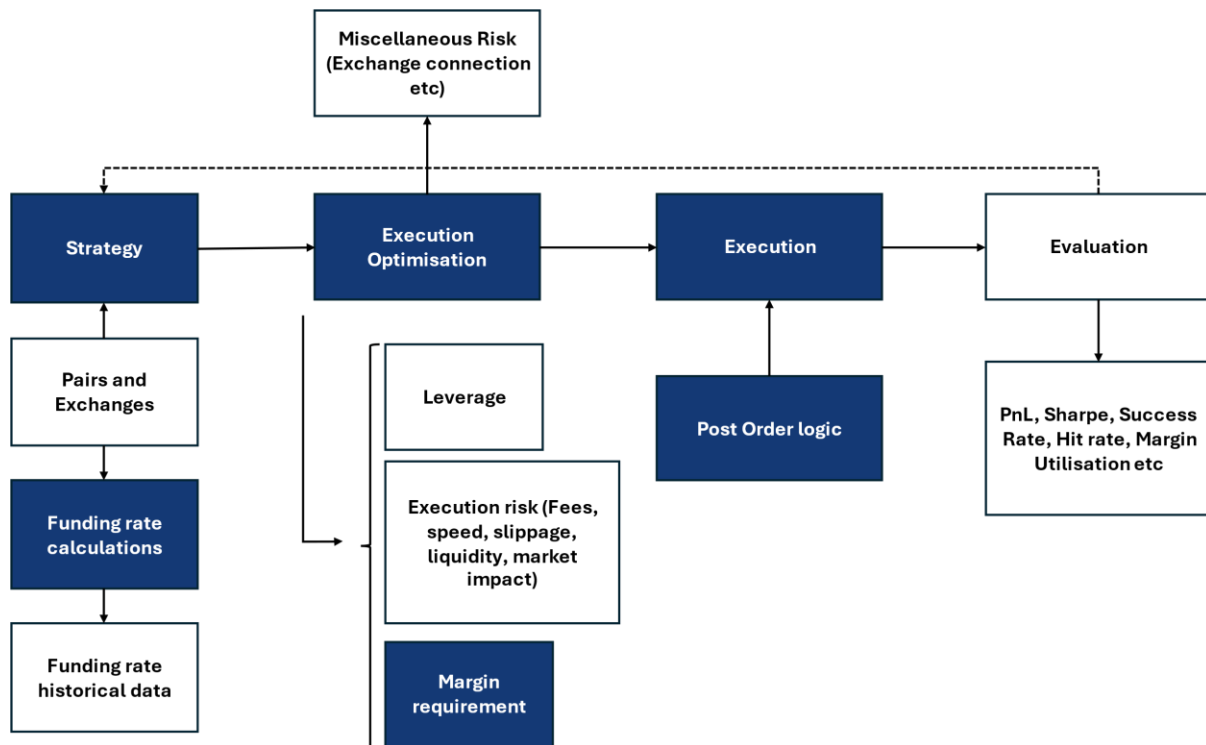 Miscellaneous Risk
(Exchange connection
etc)
Strategy
Execution
Optimisation
Execution
Evaluation
Pairs and
Exchanges
Leverage
Post Order logic
PnL, Sharpe, Success
Rate, Hit rate, Margin
Utilisation etc
Funding rate
calculations
Execution risk (Fees,
speed, slippage,
liquidity, market
impact)
Funding rate
historical data
Margin
requirement